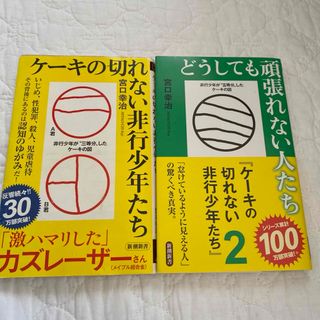 ケーキの切れない非行少年たち
宮口幸治
いじめ、性犯罪、殺人、児童虐待
その背後にあるのは認知のゆがみだ!
A君
非行少年が"三等分"した
ケーキの図
B君
反響続々!!
30
万部突破!
新潮新書
「激ハマりした」
カズレーザーさん
(メイプル超合金)
どうしても頑張れない人たち
宮口幸治
非行少年が"五等分"した
ケーキの図
「怠けているように見える人」
の驚くべき真実。
『ケーキの
切れない
非行少年たち』
2
新潮新書
シリーズ累計
100
万部突破!